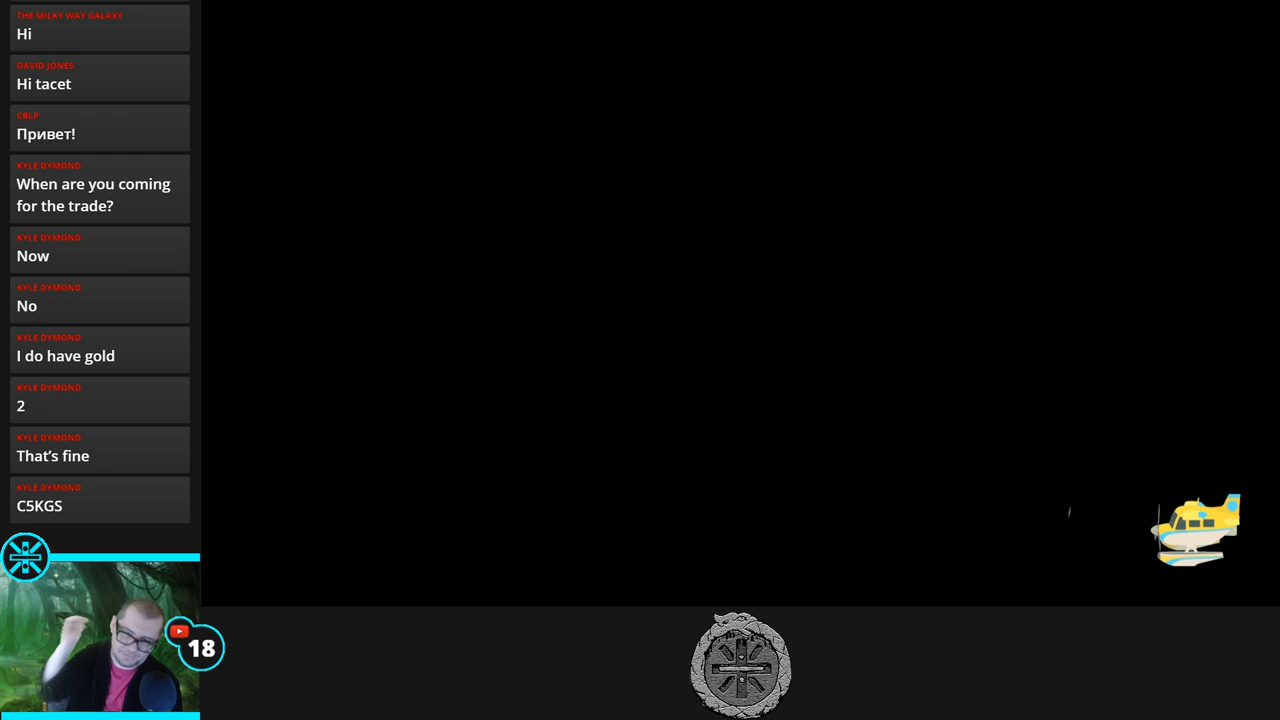 THE MILKY WAY GALAXY
Hi
DAVID JONES
Hi tacet
CBLP
Привет!
KYLE DYMOND
When are you coming
for the trade?
KYLE DYMOND
Now
KYLE DYMOND
No
KYLE DYMOND
I do have gold
KYLE DYMOND
2
KYLE DYMOND
That's fine
KYLE DYMOND
C5KGS
18